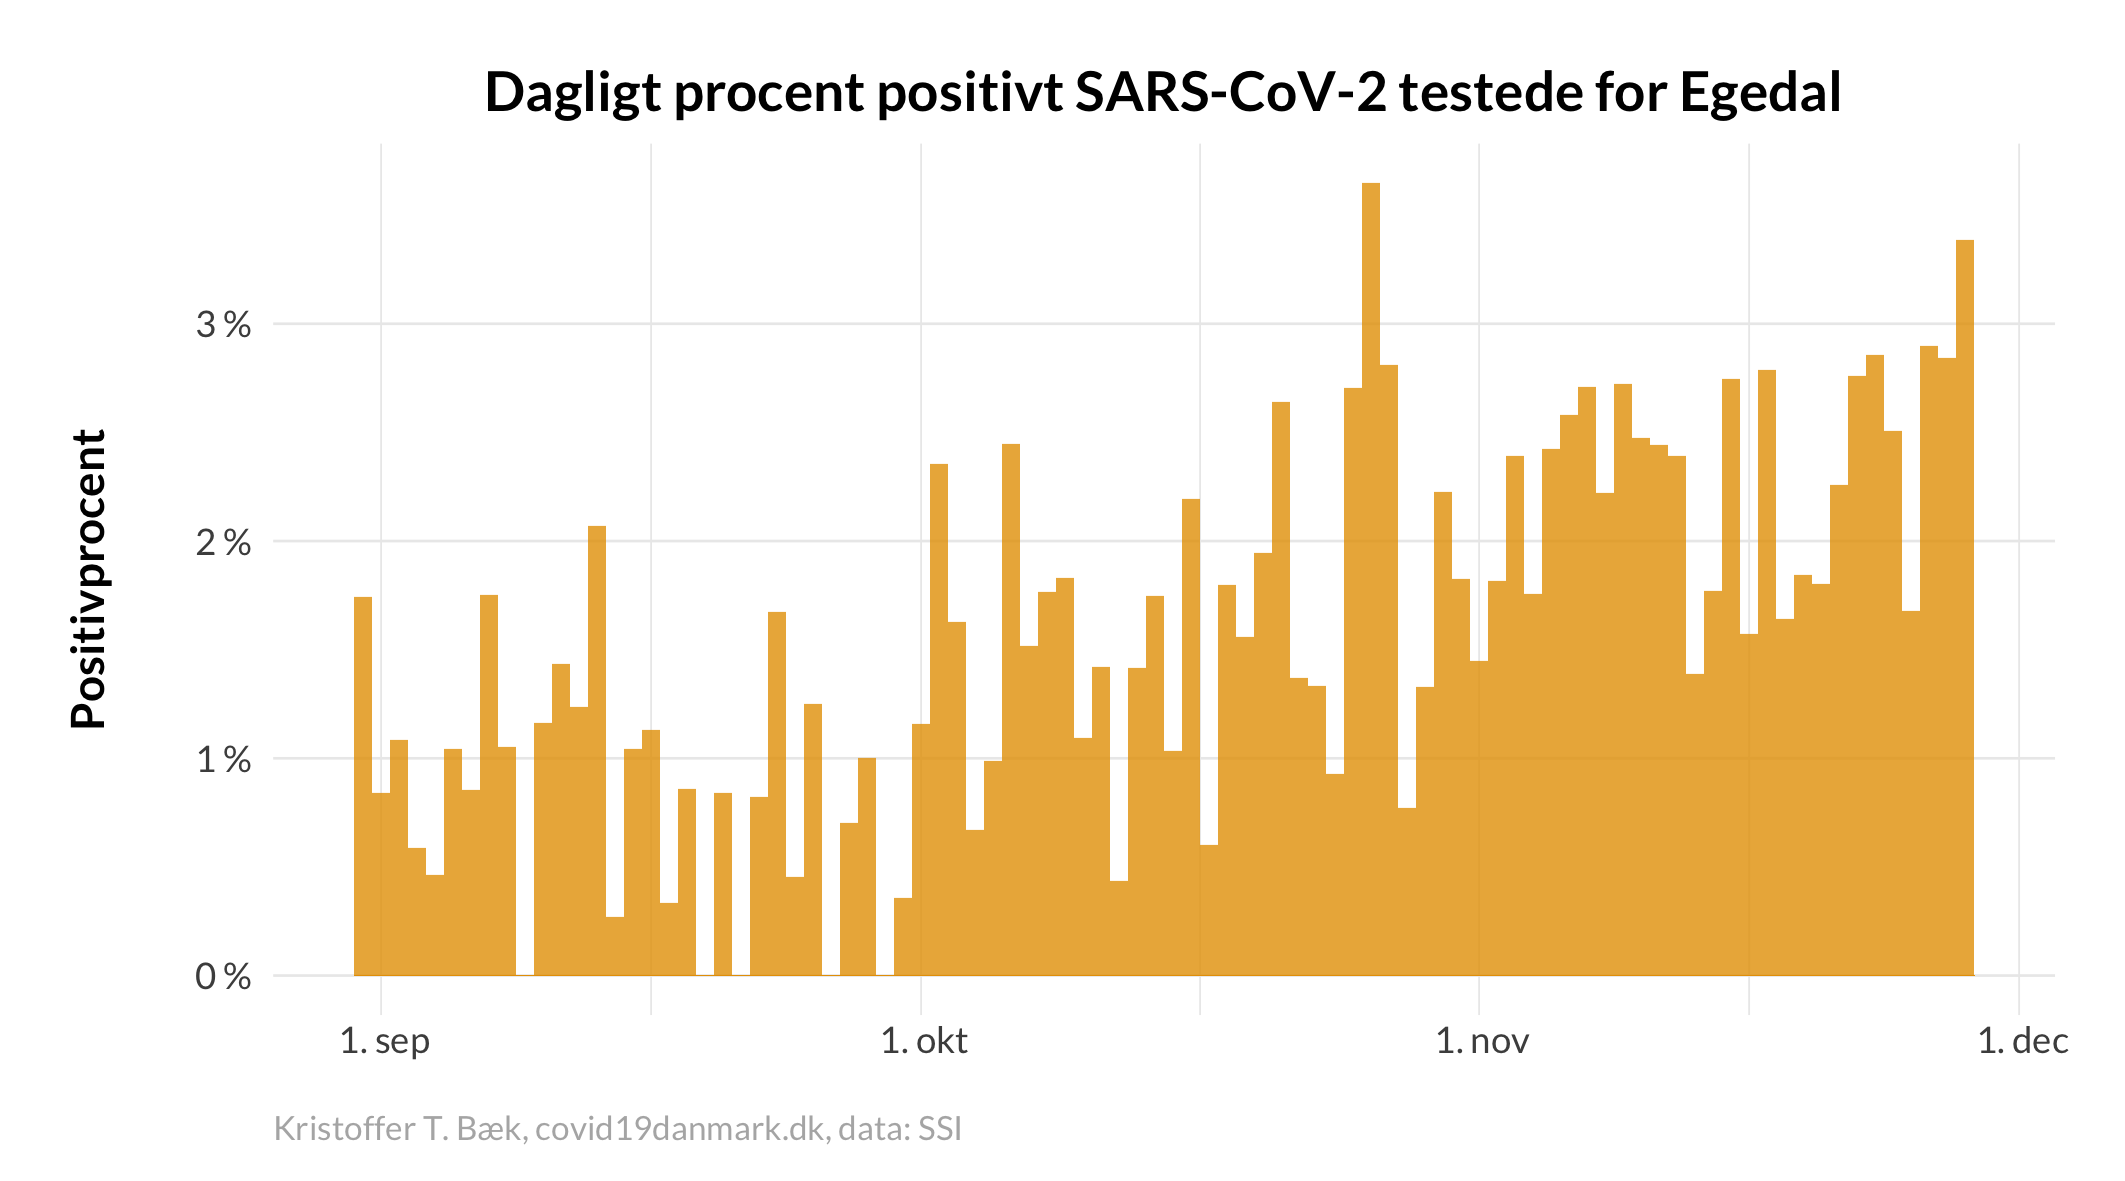 Dagligt procent positivt SARS-CoV-2 testede for Egedal
Positivprocent
3 %
2 %
1 %
0 %
1. sep
1. okt
1. nov
1. dec
Kristoffer T. Bæk, covid19danmark.dk, data: SSI